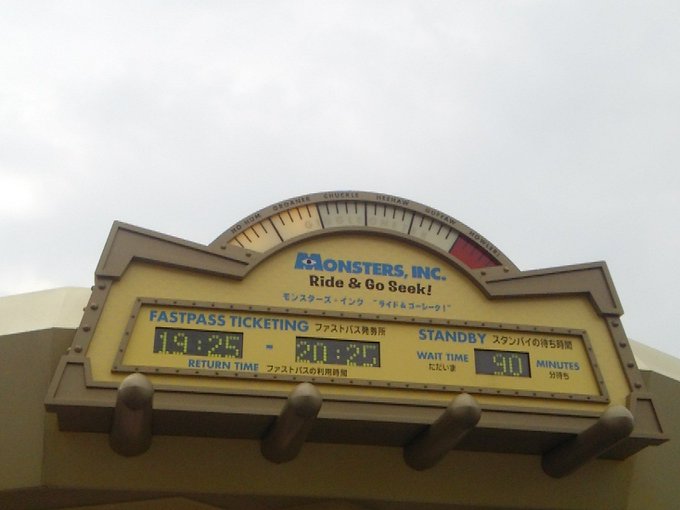 HO HUM GROANER CHUCKLE HEEHAW GUFFAW HOWLER!
MONSTERS, INC.
Ride & Go Seek!
モンスターズ・インク "ライド&ゴーシーク!"
FASTPASS TICKETING ファストパス発券所
19:25 - 20:25
RETURN TIME ファストパスの利用時間
STANDBY スタンバイの待ち時間
WAIT TIME 90 MINUTES
ただいま 分待ち